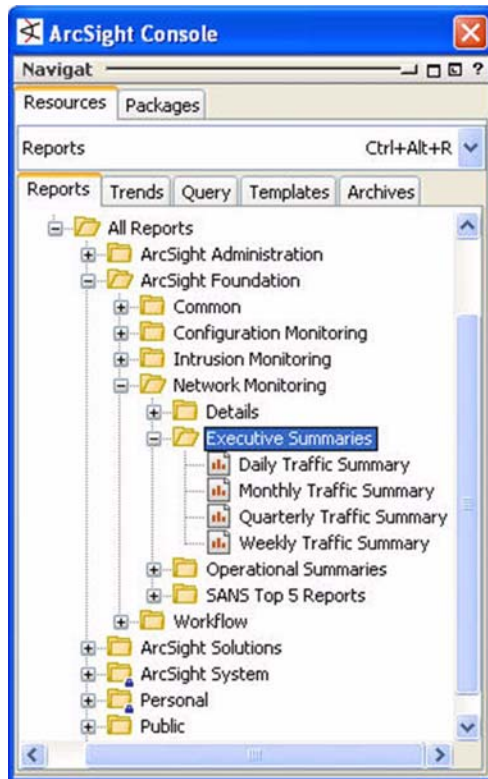 ArcSight Console
Navigat ?
Resources Packages
Reports Ctrl+Alt+R
Reports Trends Query Templates Archives
All Reports
ArcSight Administration
ArcSight Foundation
Common
Configuration Monitoring
Intrusion Monitoring
Network Monitoring
Details
Executive Summaries
Daily Traffic Summary
Monthly Traffic Summary
Quarterly Traffic Summary
Weekly Traffic Summary
Operational Summaries
SANS Top 5 Reports
Workflow
ArcSight Solutions
ArcSight System
Personal
Public